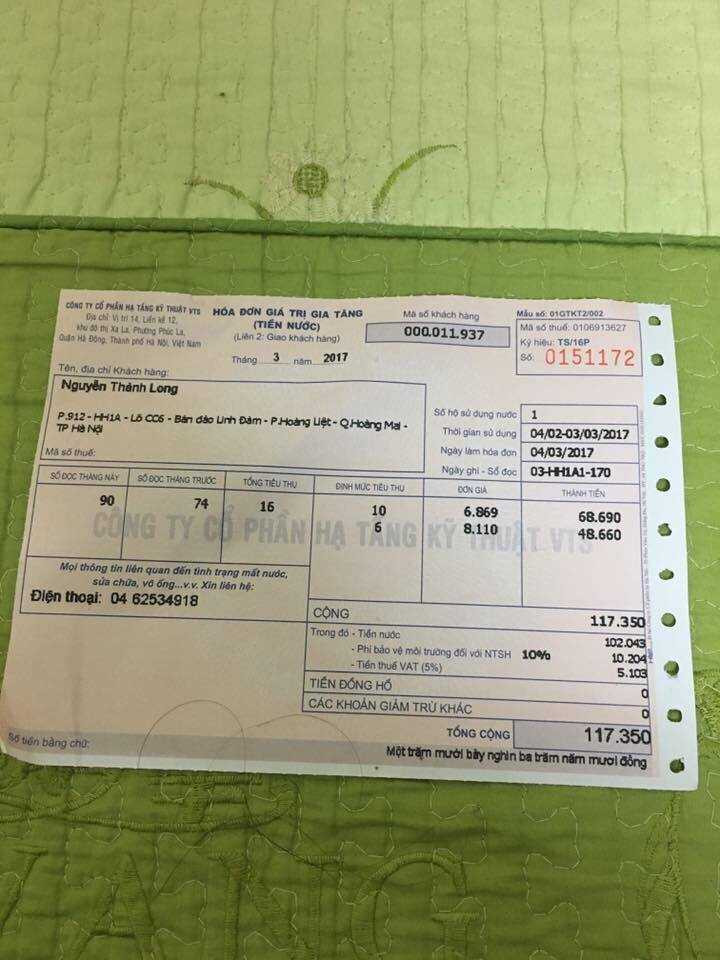 CÔNG TY CỔ PHẦN HẠ TẦNG KỸ THUẬT VTS
Địa chỉ: Vị trí 14, Liền kề 12,
khu đô thị Xa La, Phường Phúc La,
Quận Hà Đông, Thành phố Hà Nội, Việt Nam
HÓA ĐƠN GIÁ TRỊ GIA TĂNG
(TIỀN NƯỚC)
(Liên 2: Giao khách hàng)
Tháng 3 năm 2017
Mã số khách hàng
000.011.937
Mẫu số: 01GTKT2/002
Mã số thuế: 0106913627
Ký hiệu: TS/16P
Số: 0151172
Tên, địa chỉ Khách hàng:
Nguyễn Thành Long
P.912 - HH1A - Lô CC6 - Bán đảo Linh Đàm - P.Hoàng Liệt - Q.Hoàng Mai -
TP Hà Nội
Mã số thuế:
Số hộ sử dụng nước 1
Thời gian sử dụng 04/02-03/03/2017
Ngày làm hóa đơn 04/03/2017
Ngày ghi - Sổ đọc 03-HH1A1-170
SỐ ĐỌC THÁNG NÀY SỐ ĐỌC THÁNG TRƯỚC TỔNG TIÊU THỤ ĐỊNH MỨC TIÊU THỤ ĐƠN GIÁ THÀNH TIỀN
90 74 16 10 6.869 68.690
6 8.110 48.660
CÔNG TY CỔ PHẦN HẠ TẦNG KỸ THUẬT VTS
Mọi thông tin liên quan đến tình trạng mất nước,
sửa chữa, vỡ ống...v.v. Xin liên hệ:
Điện thoại: 04 62534918
CỘNG 117.350
Trong đó - Tiền nước 102.043
- Phí bảo vệ môi trường đối với NTSH 10% 10.204
- Tiền thuế VAT (5%) 5.103
TIỀN ĐỒNG HỒ 0
CÁC KHOẢN GIẢM TRỪ KHÁC 0
TỔNG CỘNG 117.350
Số tiền bằng chữ: Một trăm mười bảy nghìn ba trăm năm mươi đồng